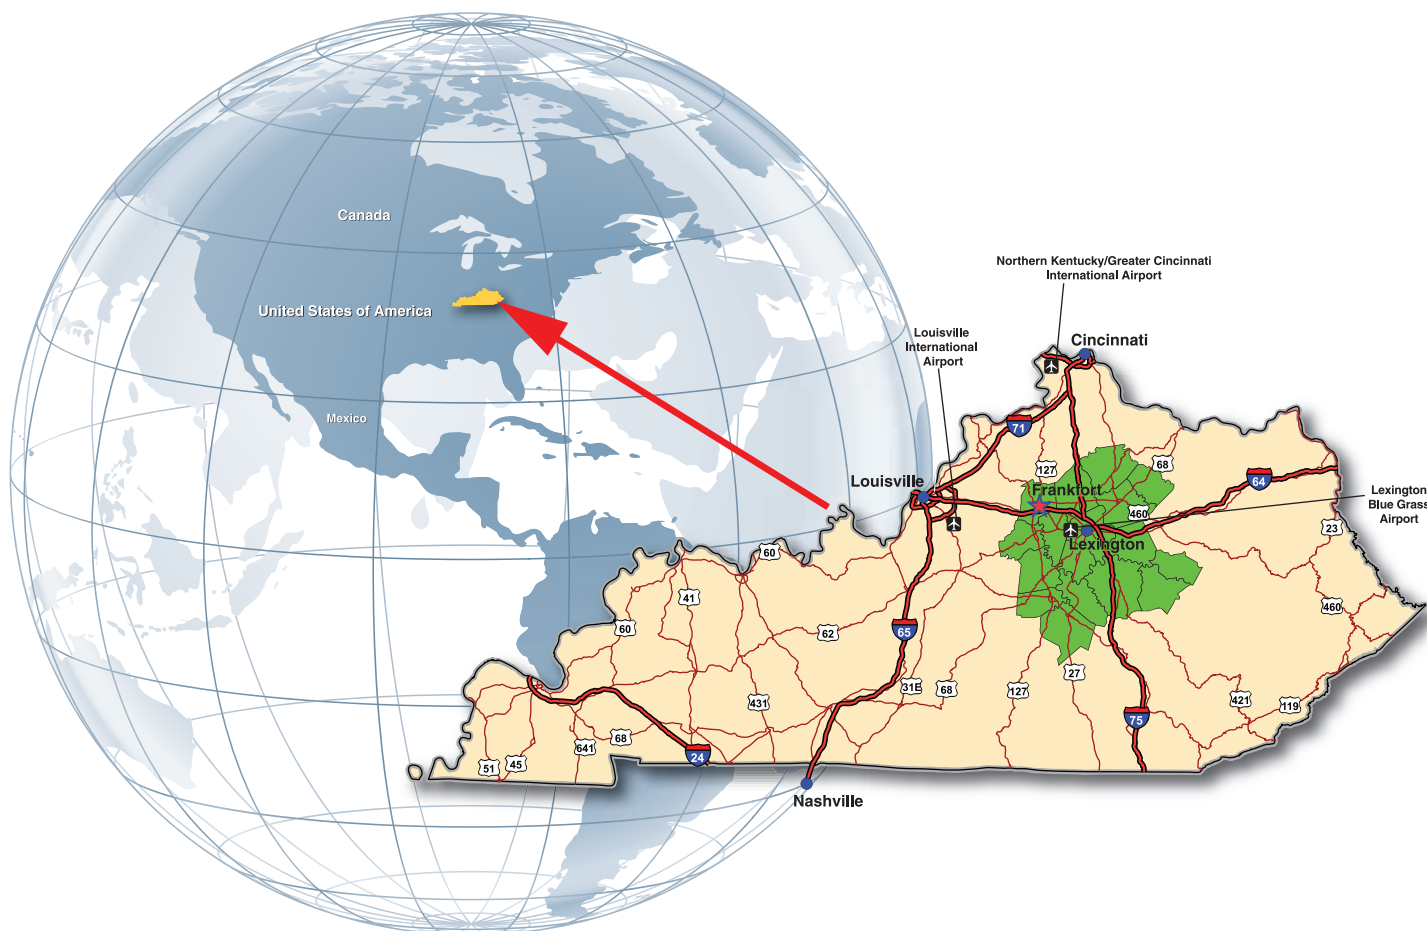 Canada
United States of America
Mexico
Northern Kentucky/Greater Cincinnati
International Airport
Louisville
International
Airport
Cincinnati
71
127
68
64
Louisville
Frankfort
Lexington
Blue Grass
Airport
460
23
Lexington
60
41
460
60
62
65
27
31E
68
127
421
119
431
75
68
641
24
45
51
Nashville